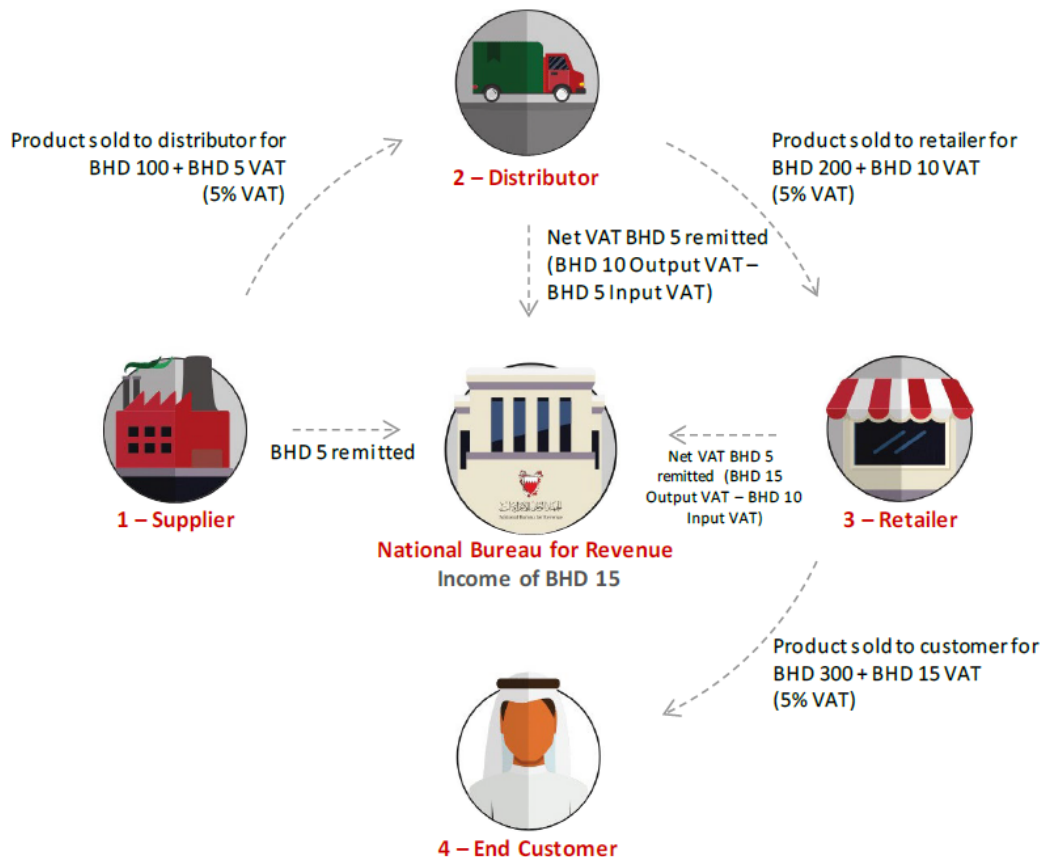 Product sold to distributor for
BHD 100 + BHD 5 VAT
(5% VAT)
2 – Distributor
Product sold to retailer for
BHD 200 + BHD 10 VAT
(5% VAT)
Net VAT BHD 5 remitted
(BHD 10 Output VAT –
BHD 5 Input VAT)
1 – Supplier
BHD 5 remitted
National Bureau for Revenue
National Bureau for Revenue
Income of BHD 15
Net VAT BHD 5
remitted (BHD 15
Output VAT – BHD 10
Input VAT)
3 – Retailer
Product sold to customer for
BHD 300 + BHD 15 VAT
(5% VAT)
4 – End Customer